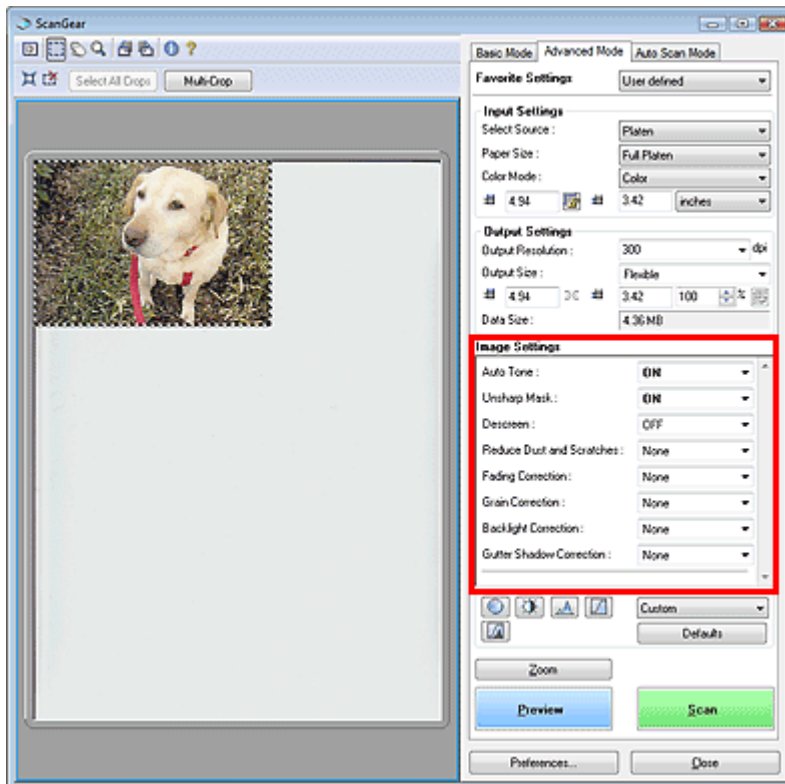 ScanGear
Select All Crops Multi-Crop
Basic Mode Advanced Mode Auto Scan Mode
Favorite Settings User defined
Input Settings
Select Source : Platen
Paper Size : Full Platen
Color Mode : Color
4.94 3.42 inches
Output Settings
Output Resolution : 300 dpi
Output Size : Flexible
4.94 3.42 100 %
Data Size : 4.36 MB
Image Settings
Auto Tone : ON
Unsharp Mask : ON
Descreen : OFF
Reduce Dust and Scratches : None
Fading Correction : None
Grain Correction : None
Backlight Correction : None
Gutter Shadow Correction : None
Custom
Defaults
Zoom
Preview Scan
Preferences... Close